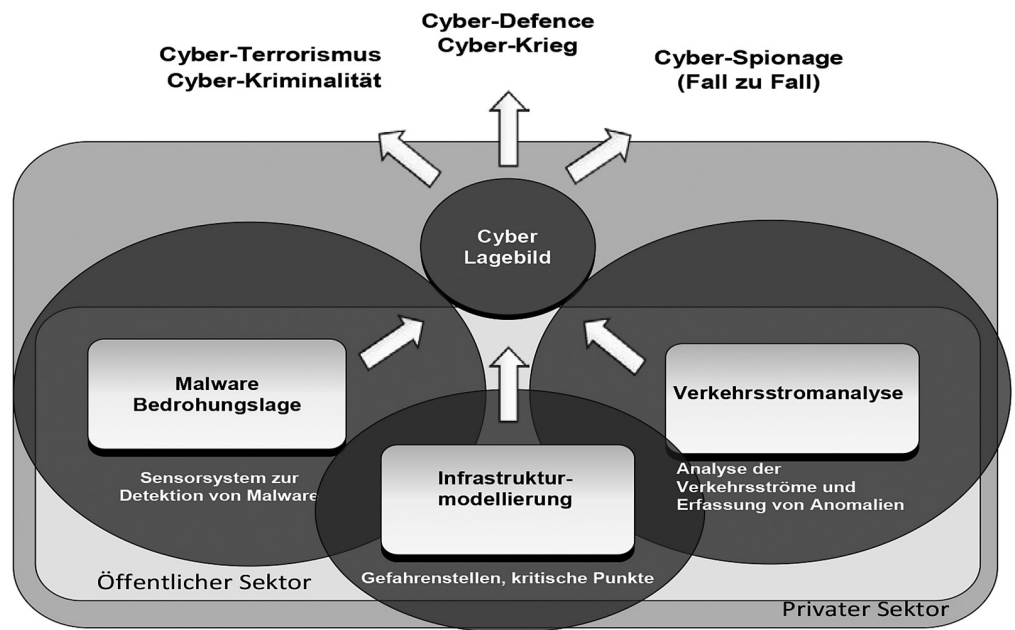 Cyber-Terrorismus
Cyber-Kriminalität
Cyber-Defence
Cyber-Krieg
Cyber-Spionage
(Fall zu Fall)
Cyber
Lagebild
Malware
Bedrohungslage
Sensorsystem zur
Detektion von Malware
Infrastruktur-
modellierung
Gefahrenstellen, kritische Punkte
Verkehrsstromanalyse
Analyse der
Verkehrsströme und
Erfassung von Anomalien
Öffentlicher Sektor
Privater Sektor